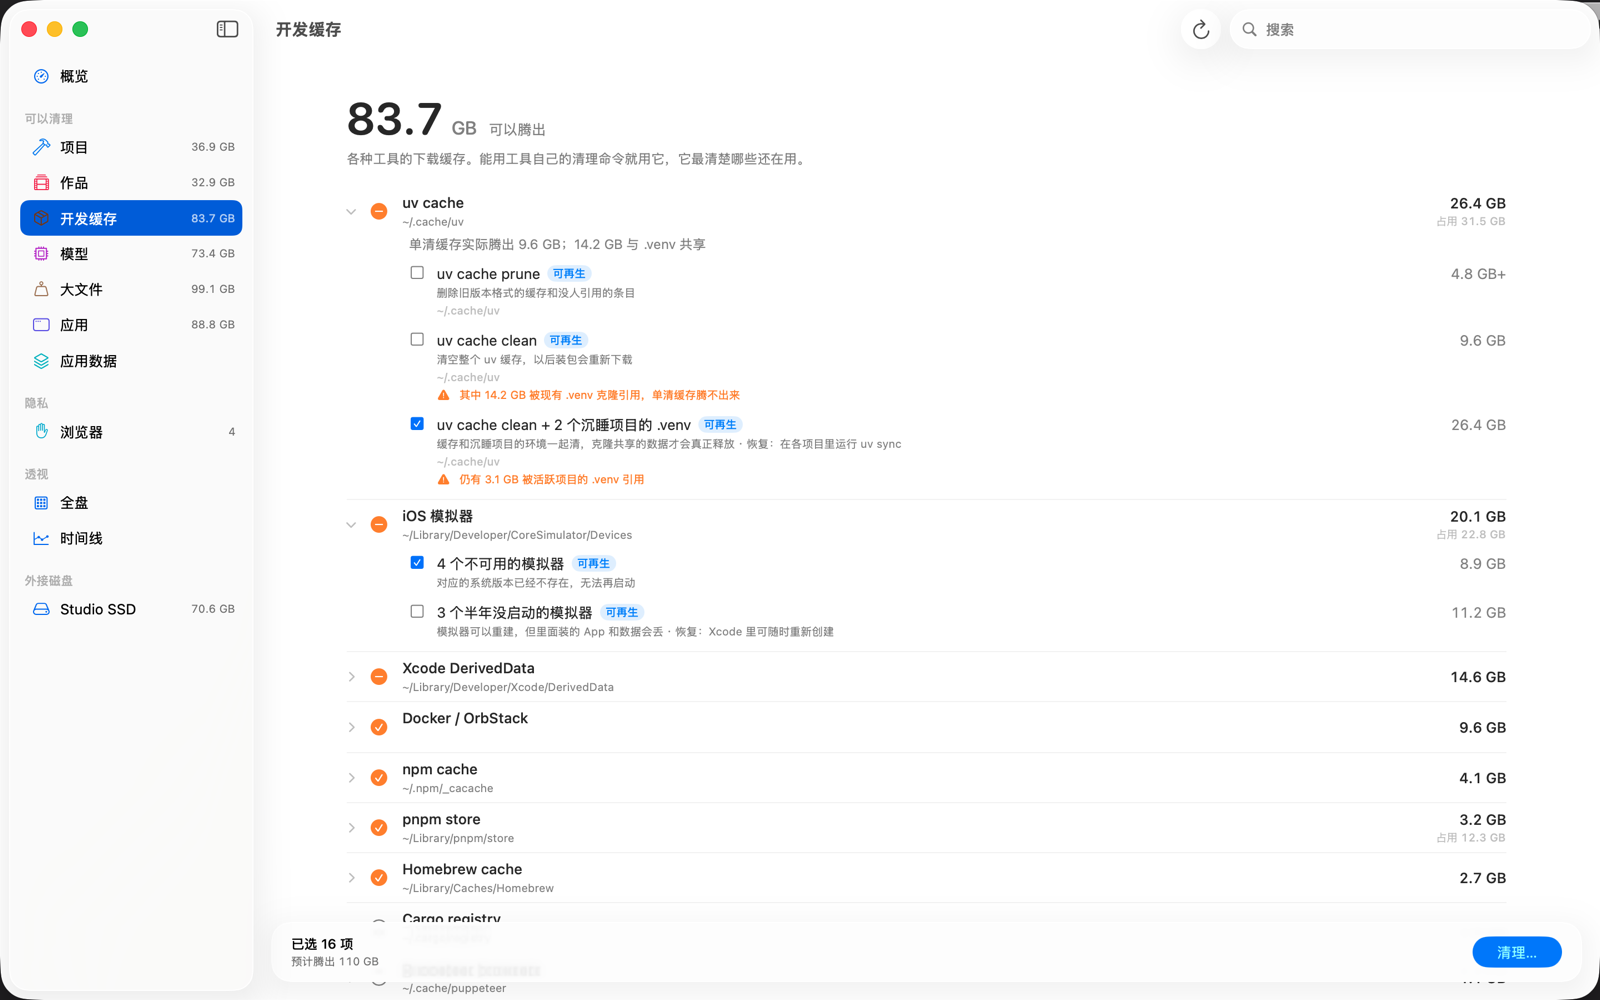 开发缓存
搜索
概览
可以清理
项目 36.9 GB
作品 32.9 GB
开发缓存 83.7 GB
模型 73.4 GB
大文件 99.1 GB
应用 88.8 GB
应用数据
隐私
浏览器 4
透视
全盘
时间线
外接磁盘
Studio SSD 70.6 GB
83.7 GB 可以腾出
各种工具的下载缓存。能用工具自己的清理命令就用它，它最清楚哪些还在用。
uv cache 26.4 GB
~/.cache/uv 占用 31.5 GB
单清缓存实际腾出 9.6 GB；14.2 GB 与 .venv 共享
uv cache prune 可再生 4.8 GB+
删除旧版本格式的缓存和没人引用的条目
~/.cache/uv
uv cache clean 可再生 9.6 GB
清空整个 uv 缓存，以后装包会重新下载
~/.cache/uv
其中 14.2 GB 被现有 .venv 克隆引用，单清缓存腾不出来
uv cache clean + 2 个沉睡项目的 .venv 可再生 26.4 GB
缓存和沉睡项目的环境一起清，克隆共享的数据才会真正释放 · 恢复：在各项目里运行 uv sync
~/.cache/uv
仍有 3.1 GB 被活跃项目的 .venv 引用
iOS 模拟器 20.1 GB
~/Library/Developer/CoreSimulator/Devices 占用 22.8 GB
4 个不可用的模拟器 可再生 8.9 GB
对应的系统版本已经不存在，无法再启动
3 个半年没启动的模拟器 可再生 11.2 GB
模拟器可以重建，但里面装的 App 和数据会丢 · 恢复：Xcode 里可随时重新创建
Xcode DerivedData 14.6 GB
~/Library/Developer/Xcode/DerivedData
Docker / OrbStack 9.6 GB
npm cache 4.1 GB
~/.npm/_cacache
pnpm store 3.2 GB
~/Library/pnpm/store 占用 12.3 GB
Homebrew cache 2.7 GB
~/Library/Caches/Homebrew
Cargo registry
已选 16 项
预计腾出 110 GB
清理...
~/.cache/puppeteer